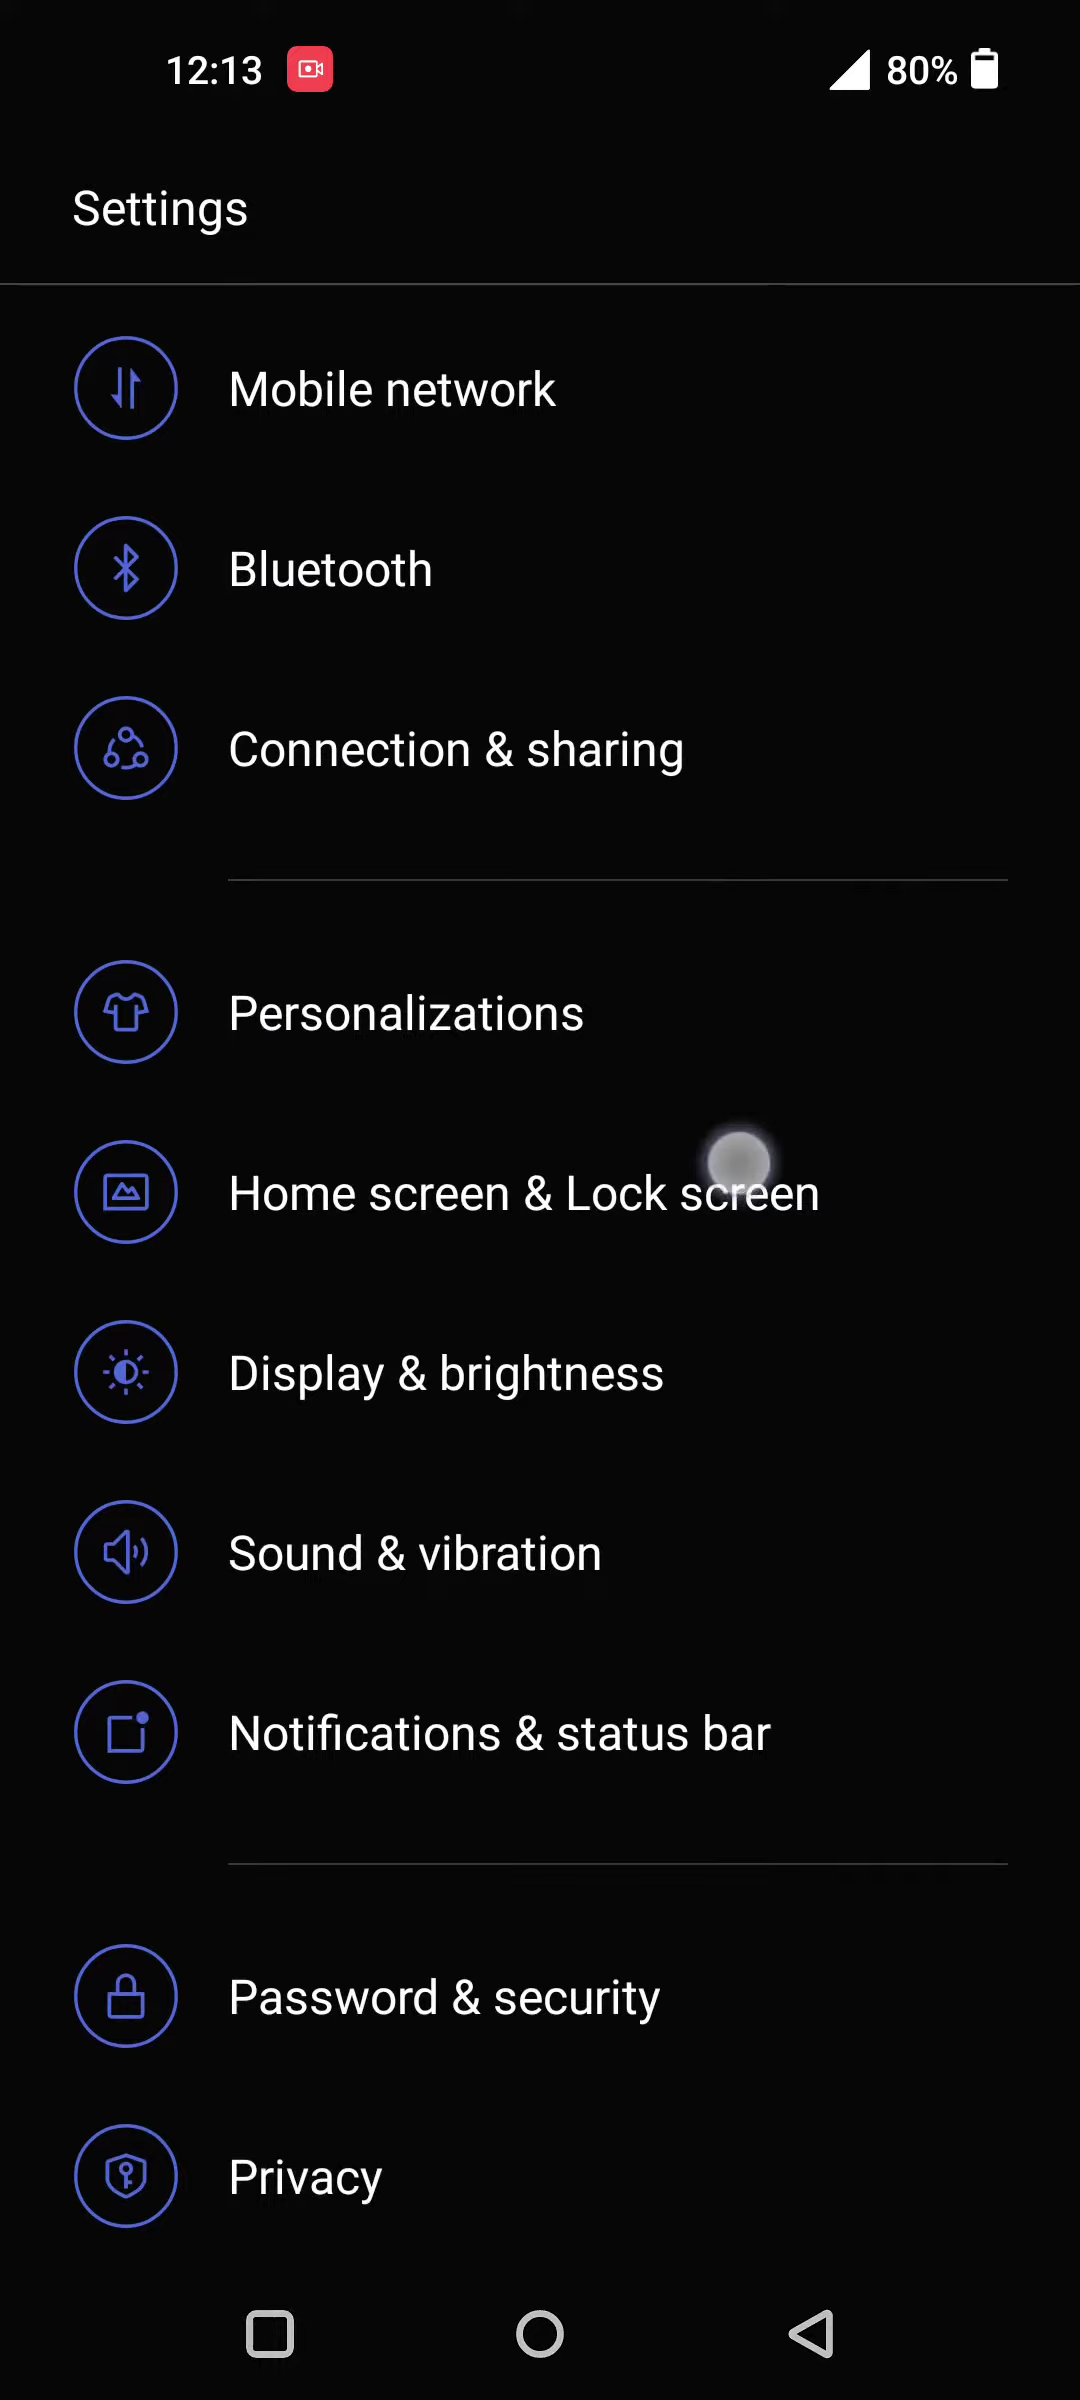 12:13 80%
Settings
Mobile network
Bluetooth
Connection & sharing
Personalizations
Home screen & Lock screen
Display & brightness
Sound & vibration
Notifications & status bar
Password & security
Privacy